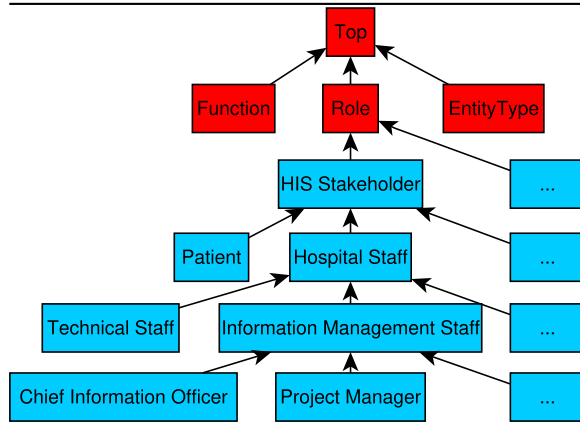 Top
Function
Role
EntityType
HIS Stakeholder
...
Patient
Hospital Staff
...
Technical Staff
Information Management Staff
...
Chief Information Officer
Project Manager
...